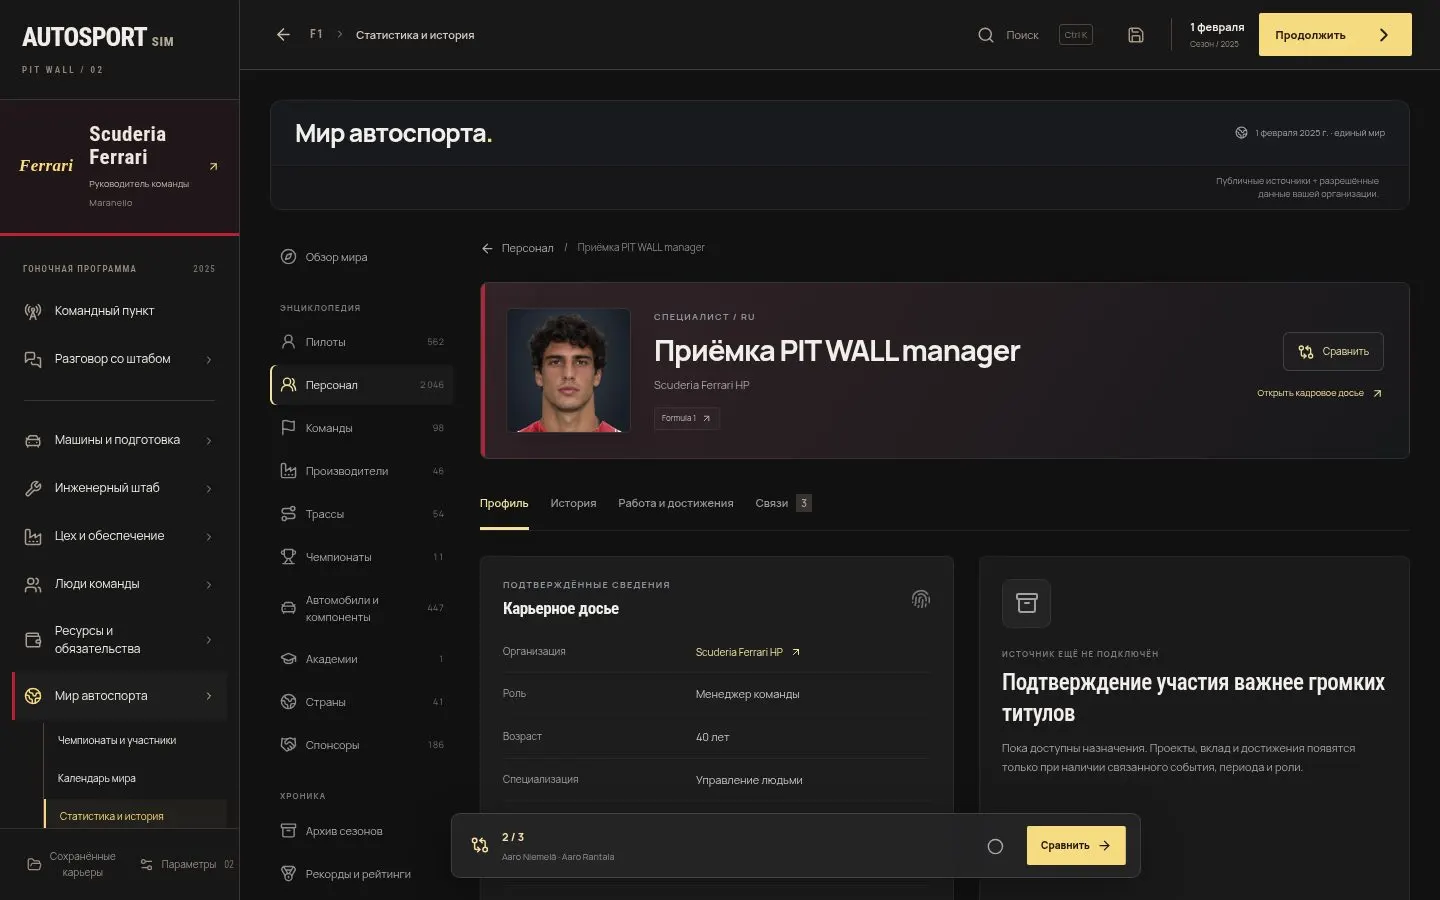 AUTOSPORT SIM
PIT WALL / 02
Ferrari
Scuderia
Ferrari
Руководитель команды
Maranello
ГОНОЧНАЯ ПРОГРАММА 2025
Командный пункт
Разговор со штабом
Машины и подготовка
Инженерный штаб
Цех и обеспечение
Люди команды
Ресурсы и
обязательства
Мир автоспорта
Чемпионаты и участники
Календарь мира
Статистика и история
Сохранённые
карьеры
Параметры 02
F1 Статистика и история
Поиск Ctrl K
1 февраля
Сезон / 2025
Продолжить
Мир автоспорта.
1 февраля 2025 г. · единый мир
Публичные источники + разрешённые
данные вашей организации.
Обзор мира
ЭНЦИКЛОПЕДИЯ
Пилоты 562
Персонал 2 046
Команды 98
Производители 46
Трассы 54
Чемпионаты 11
Автомобили и
компоненты 447
Академии 1
Страны 41
Спонсоры 186
ХРОНИКА
Архив сезонов
Рекорды и рейтинги
Персонал / Приёмка PIT WALL manager
СПЕЦИАЛИСТ / RU
Приёмка PIT WALL manager
Scuderia Ferrari HP
Formula 1
Сравнить
Открыть кадровое досье
Профиль История Работа и достижения Связи 3
ПОДТВЕРЖДЁННЫЕ СВЕДЕНИЯ
Карьерное досье
Организация Scuderia Ferrari HP
Роль Менеджер команды
Возраст 40 лет
Специализация Управление людьми
ИСТОЧНИК ЕЩЁ НЕ ПОДКЛЮЧЁН
Подтверждение участия важнее громких
титулов
Пока доступны назначения. Проекты, вклад и достижения появятся
только при наличии связанного события, периода и роли.
2 / 3
Aaro Niemelä · Aaro Rantala
Сравнить